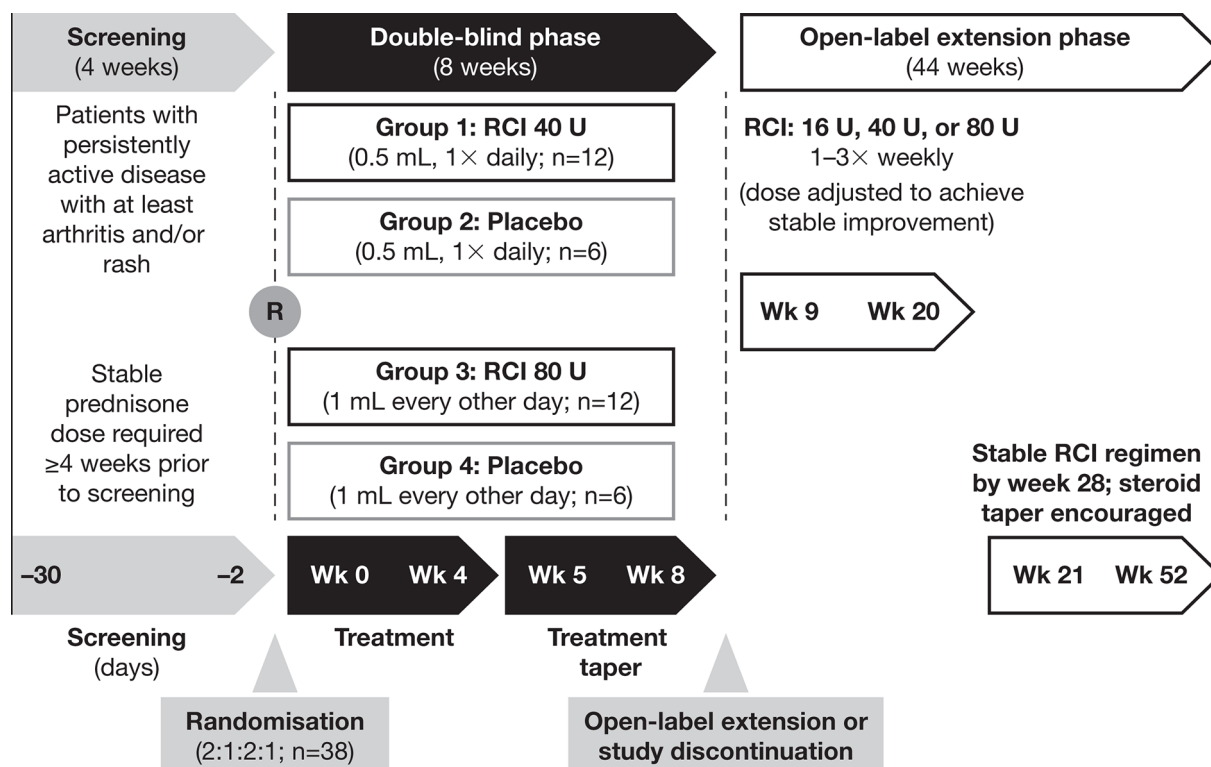 Screening
(4 weeks)
Double-blind phase
(8 weeks)
Open-label extension phase
(44 weeks)
Patients with
persistently
active disease
with at least
arthritis and/or
rash
Group 1: RCI 40 U
(0.5 mL, 1× daily; n=12)
Group 2: Placebo
(0.5 mL, 1× daily; n=6)
RCI: 16 U, 40 U, or 80 U
1–3× weekly
(dose adjusted to achieve
stable improvement)
R
Wk 9 Wk 20
Stable
prednisone
dose required
≥4 weeks prior
to screening
Group 3: RCI 80 U
(1 mL every other day; n=12)
Group 4: Placebo
(1 mL every other day; n=6)
Stable RCI regimen
by week 28; steroid
taper encouraged
–30 –2
Wk 0 Wk 4
Wk 5 Wk 8
Wk 21 Wk 52
Screening
(days)
Treatment
Treatment
taper
Randomisation
(2:1:2:1; n=38)
Open-label extension or
study discontinuation